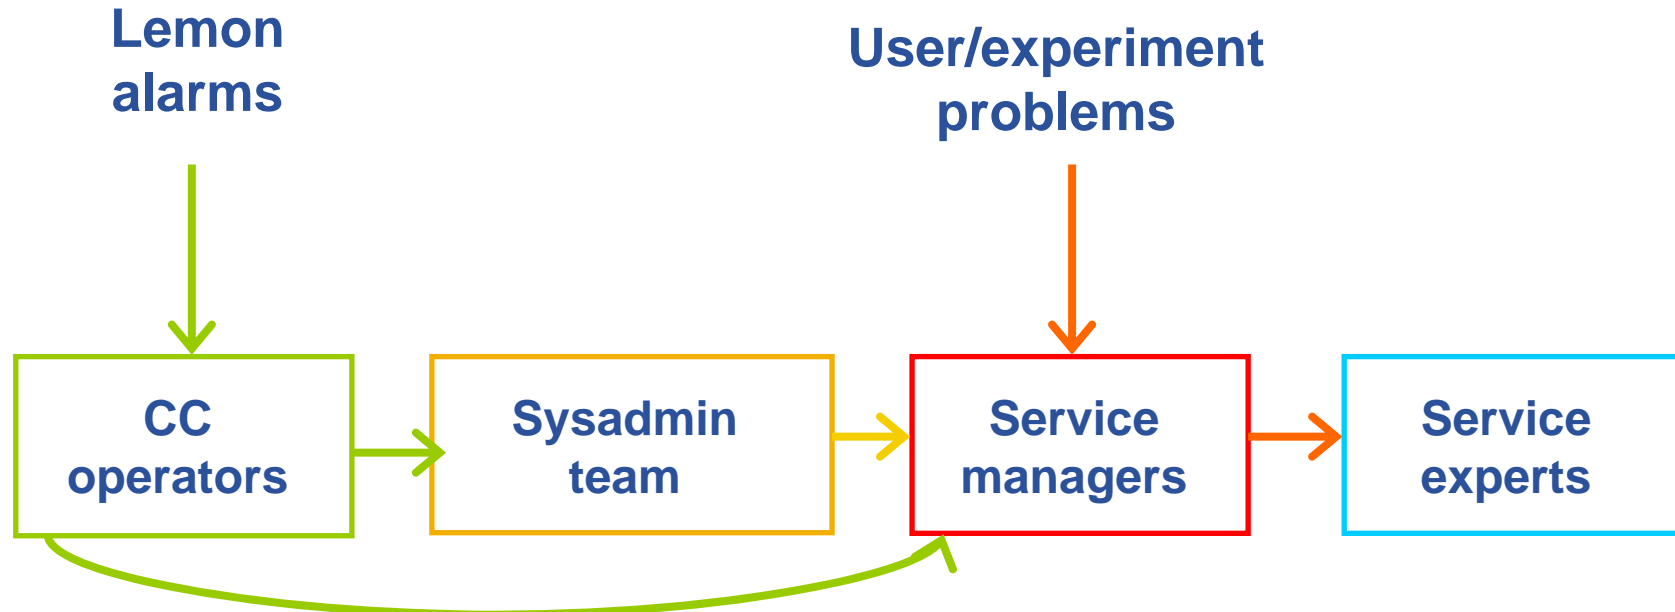 Lemon
alarms
User/experiment
problems
CC
operators
Sysadmin
team
Service
managers
Service
experts